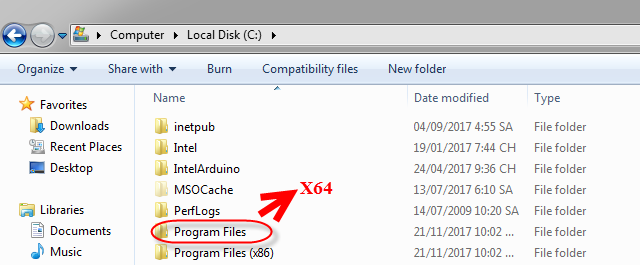 Computer Local Disk (C:)
Organize Share with Burn Compatibility files New folder
Name Date modified Type
Favorites
Downloads
Recent Places
Desktop
Libraries
Documents
Music
inetpub 04/09/2017 4:55 SA File folder
Intel 19/01/2017 7:44 CH File folder
IntelArduino 24/04/2017 9:36 CH File folder
MSOCache 13/07/2017 6:10 SA File folder
X64
PerfLogs 14/07/2009 10:20 SA File folder
Program Files 21/11/2017 10:02 ... File folder
Program Files (x86) 21/11/2017 10:02 ... File folder